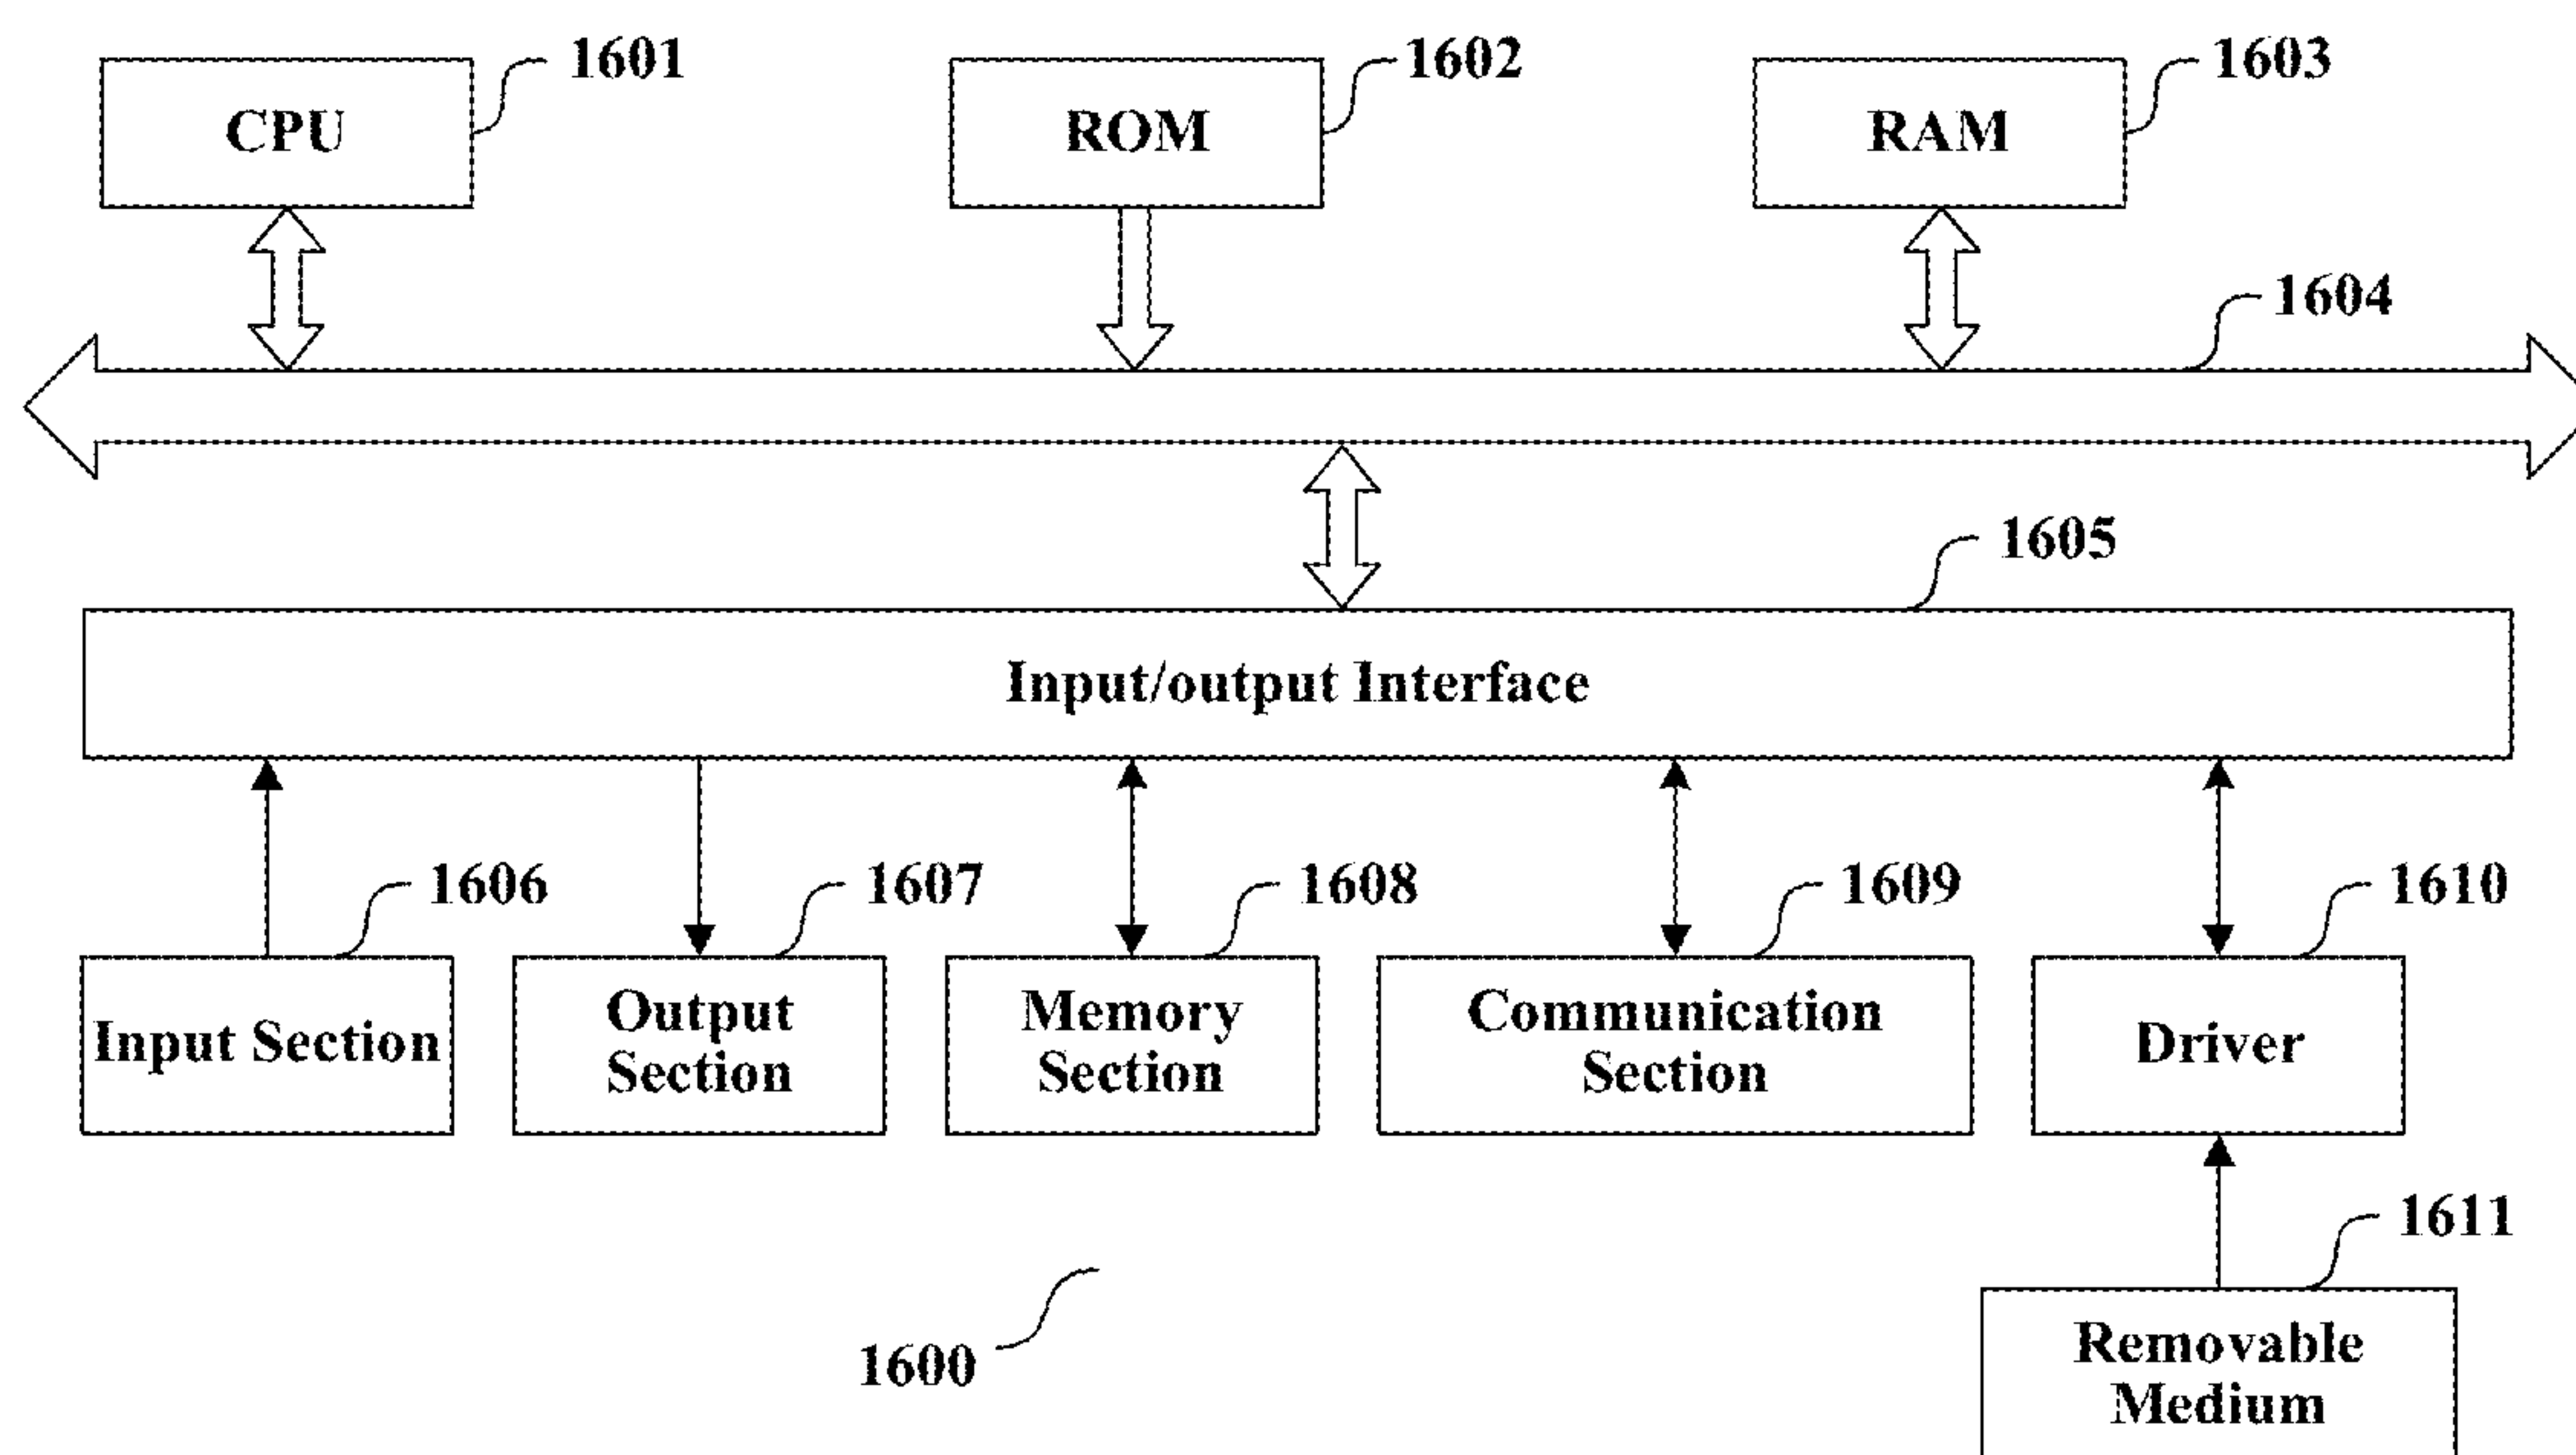 1601
1602
1603
CPU
ROM
RAM
1604
1605
Input/output Interface
1606
1607
1608
1609
1610
Input Section
Output
Section
Memory
Section
Communication
Section
Driver
1611
1600
Removable
Medium